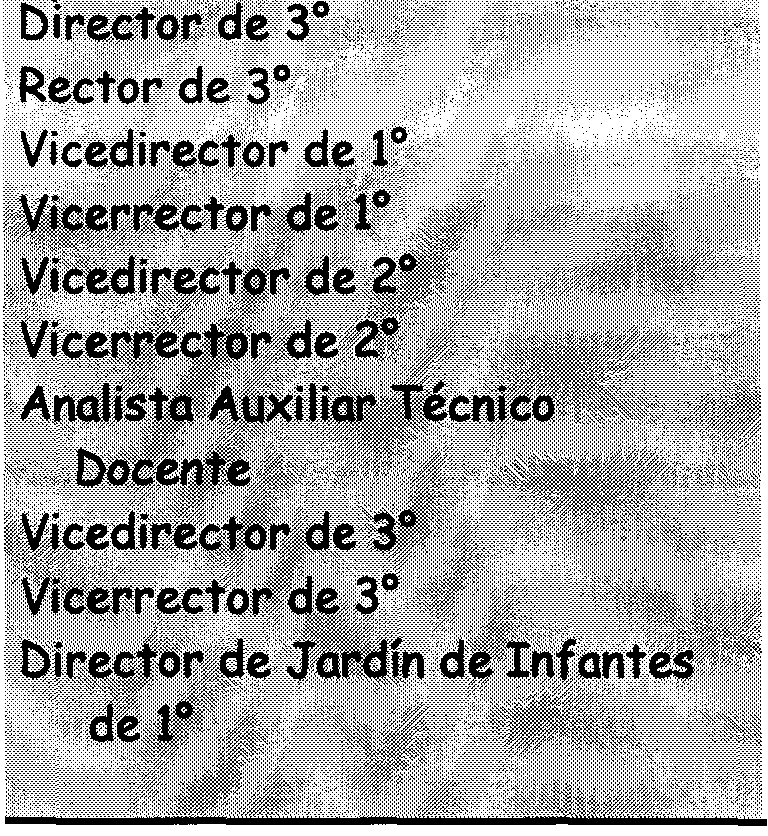 Director de 3°
Rector de 3°
Vicedirector de 1°
Vicerrector de 1°
Vicedirector de 2°
Vicerrector de 2°
Analista Auxiliar Técnico
Docente
Vicedirector de 3°
Vicerrector de 3°
Director de Jardín de Infantes
de 1°